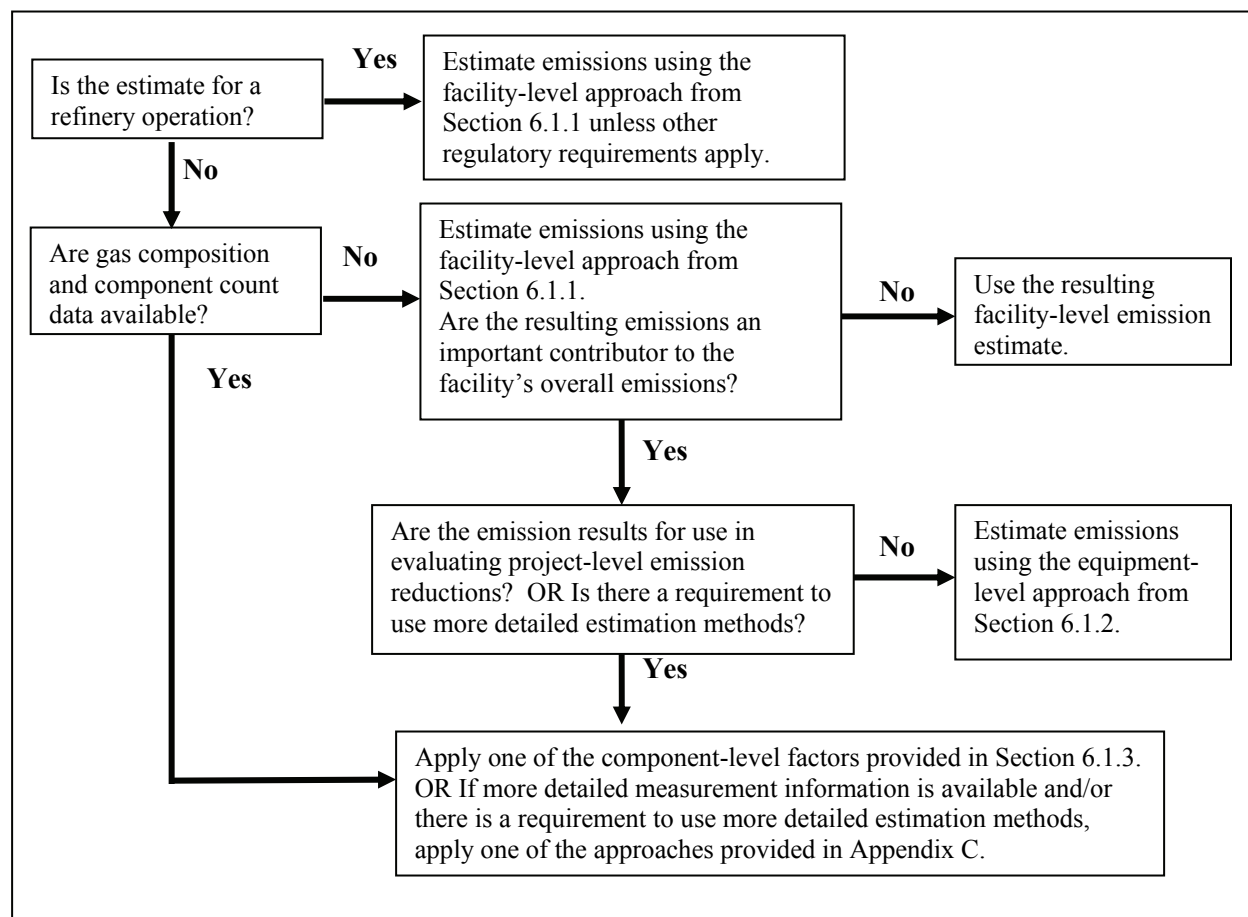 Is the estimate for a
refinery operation?
Yes
Estimate emissions using the
facility-level approach from
Section 6.1.1 unless other
regulatory requirements apply.
No
Are gas composition
and component count
data available?
No
Estimate emissions using the
facility-level approach from
Section 6.1.1.
Are the resulting emissions an
important contributor to the
facility’s overall emissions?
No
Use the resulting
facility-level emission
estimate.
Yes
Yes
Are the emission results for use in
evaluating project-level emission
reductions?  OR Is there a requirement to
use more detailed estimation methods?
No
Estimate emissions
using the equipment-
level approach from
Section 6.1.2.
Yes
Apply one of the component-level factors provided in Section 6.1.3.
OR If more detailed measurement information is available and/or
there is a requirement to use more detailed estimation methods,
apply one of the approaches provided in Appendix C.